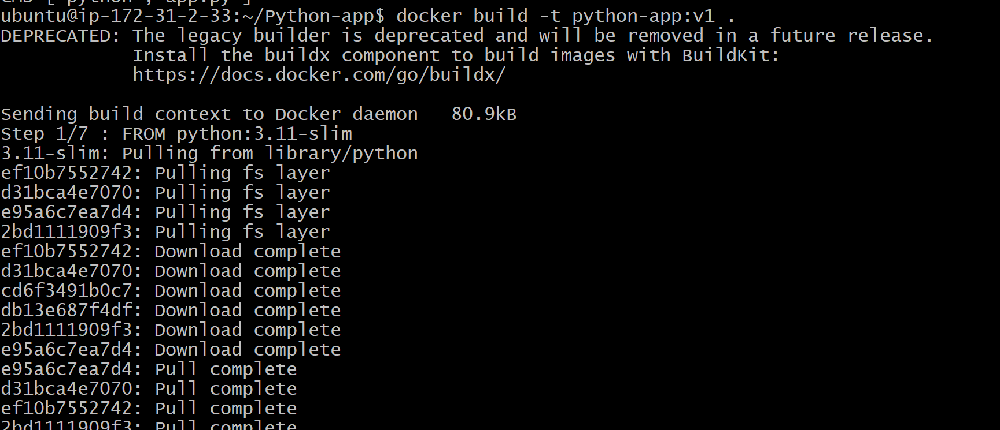 CMD ["python", "app.py"]
ubuntu@ip-172-31-2-33:~/Python-app$ docker build -t python-app:v1 .
DEPRECATED: The legacy builder is deprecated and will be removed in a future release.
Install the buildx component to build images with BuildKit:
https://docs.docker.com/go/buildx/
Sending build context to Docker daemon   80.9kB
Step 1/7 : FROM python:3.11-slim
3.11-slim: Pulling from library/python
ef10b7552742: Pulling fs layer
d31bca4e7070: Pulling fs layer
e95a6c7ea7d4: Pulling fs layer
2bd1111909f3: Pulling fs layer
ef10b7552742: Download complete
d31bca4e7070: Download complete
cd6f3491b0c7: Download complete
db13e687f4df: Download complete
2bd1111909f3: Download complete
e95a6c7ea7d4: Download complete
e95a6c7ea7d4: Pull complete
d31bca4e7070: Pull complete
ef10b7552742: Pull complete
2bd1111909f3: Pull complete